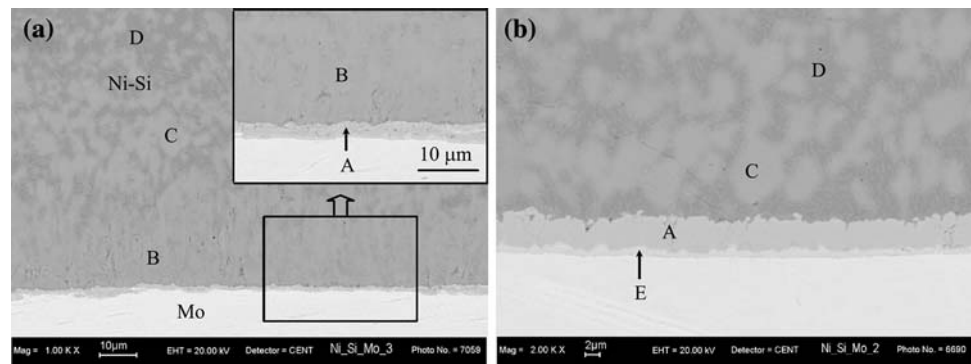 (a)
D
Ni-Si
C
B
Mo
B
A
10 µm
Mag = 1.00 K X 10µm EHT = 20.00 kV Detector = CENT Ni_Si_Mo_3 Photo No. = 7059
(b)
D
C
A
E
Mag = 2.00 K X 2µm EHT = 20.00 kV Detector = CENT Ni_Si_Mo_2 Photo No. = 6690